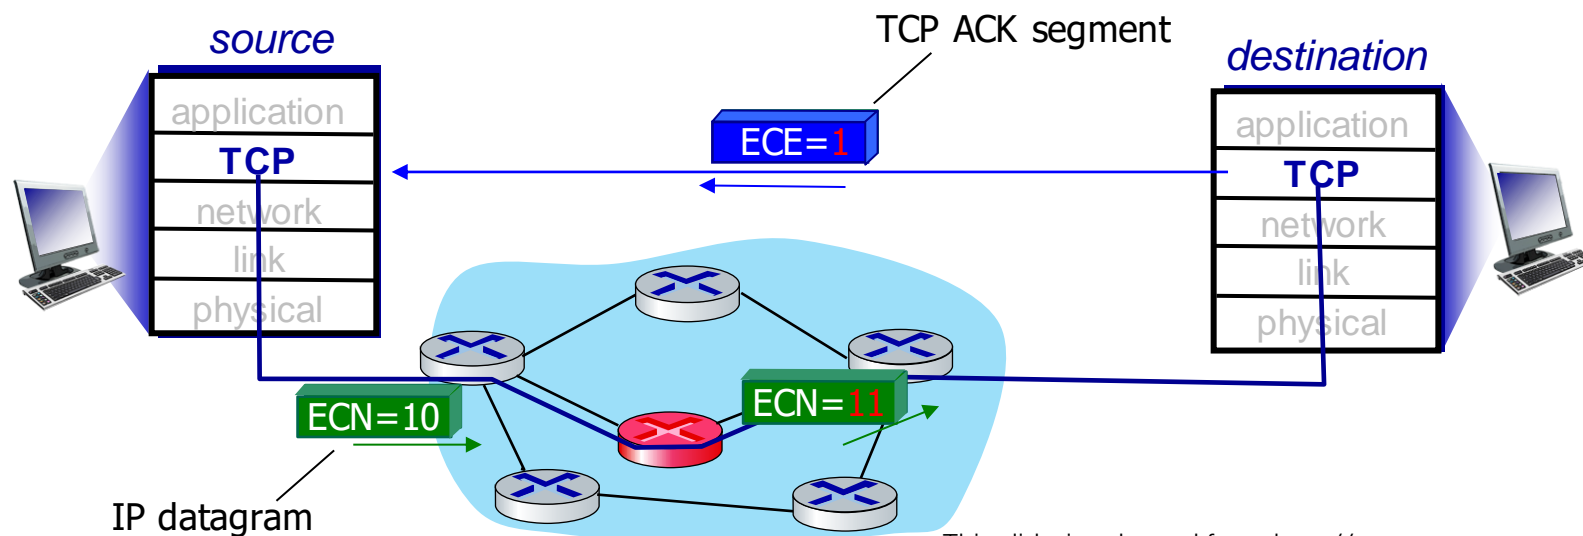 source
TCP ACK segment
destination
application
TCP
network
link
physical
ECE=1
application
TCP
network
link
physical
ECN=10
ECN=11
IP datagram